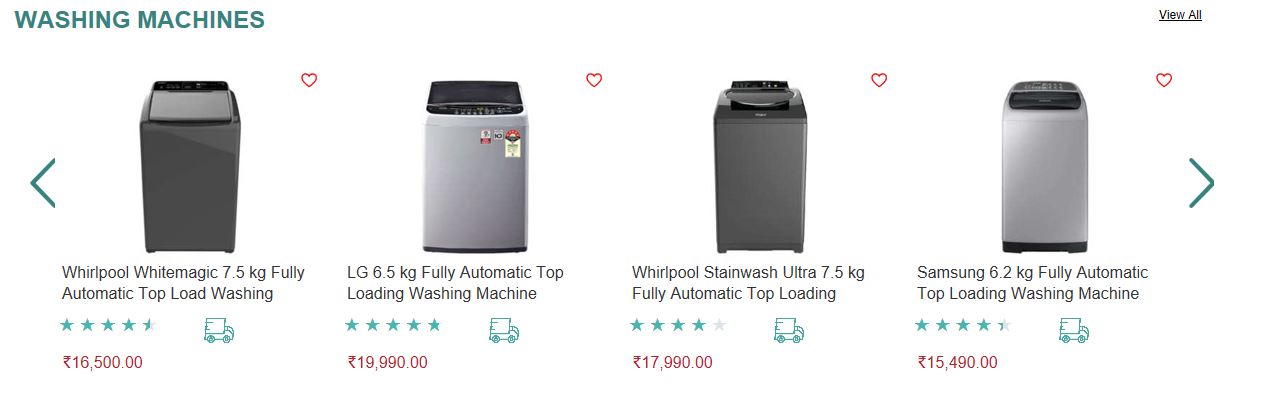 WASHING MACHINES
View All
Whirlpool Whitemagic 7.5 kg Fully
Automatic Top Load Washing
LG 6.5 kg Fully Automatic Top
Loading Washing Machine
Whirlpool Stainwash Ultra 7.5 kg
Fully Automatic Top Loading
Samsung 6.2 kg Fully Automatic
Top Loading Washing Machine
₹16,500.00
₹19,990.00
₹17,990.00
₹15,490.00